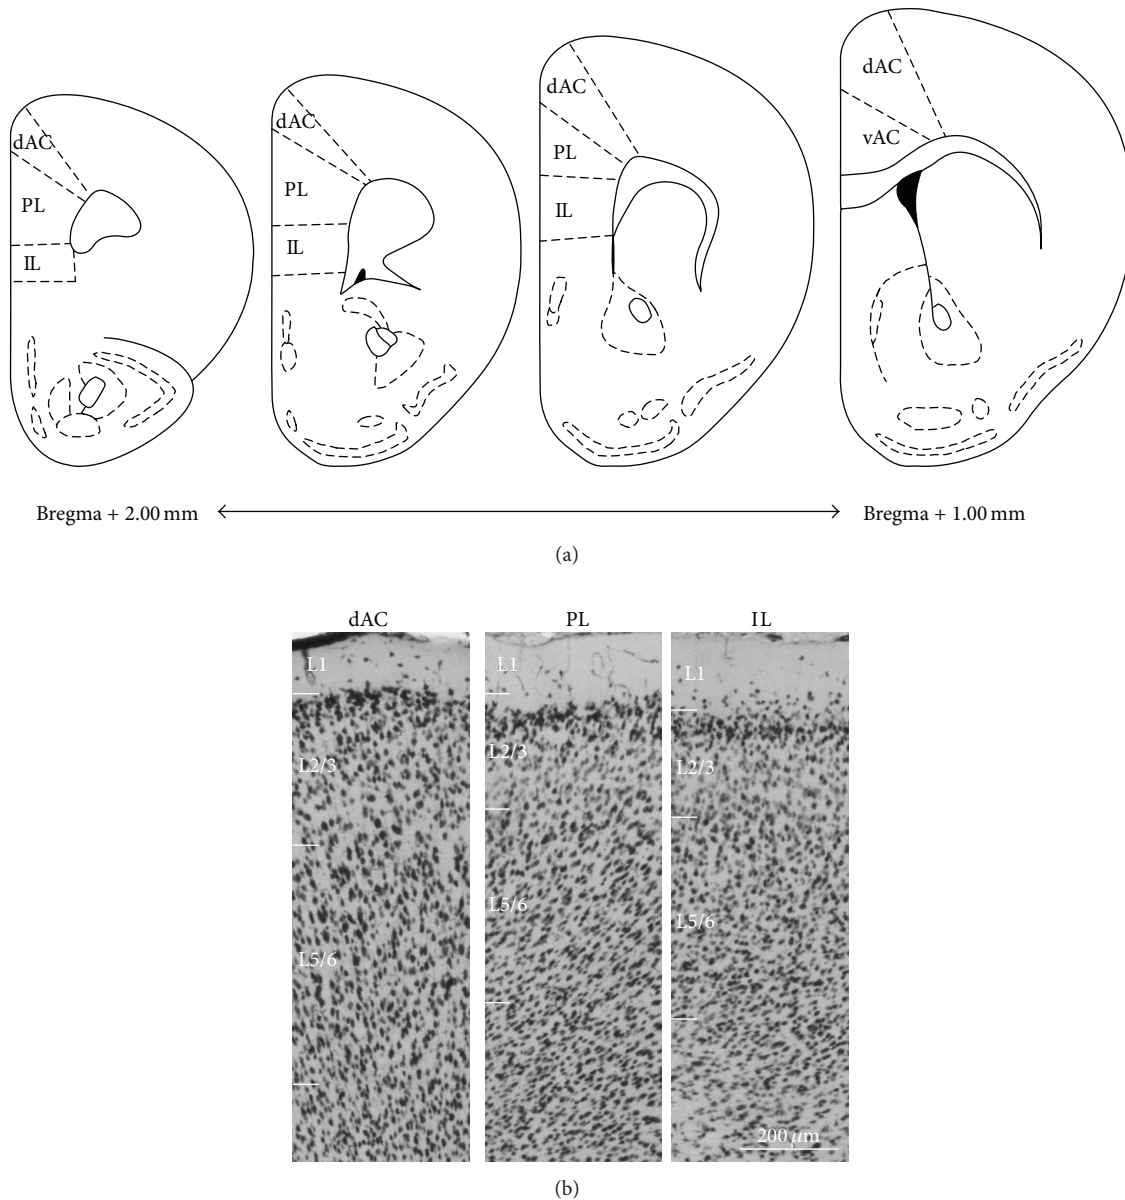 dAC
PL
IL
dAC
PL
IL
dAC
PL
IL
dAC
vAC
Bregma + 2.00 mm
Bregma + 1.00 mm
(a)
dAC
PL
IL
L1
L2/3
L5/6
L1
L2/3
L5/6
L1
L2/3
L5/6
200 μm
(b)